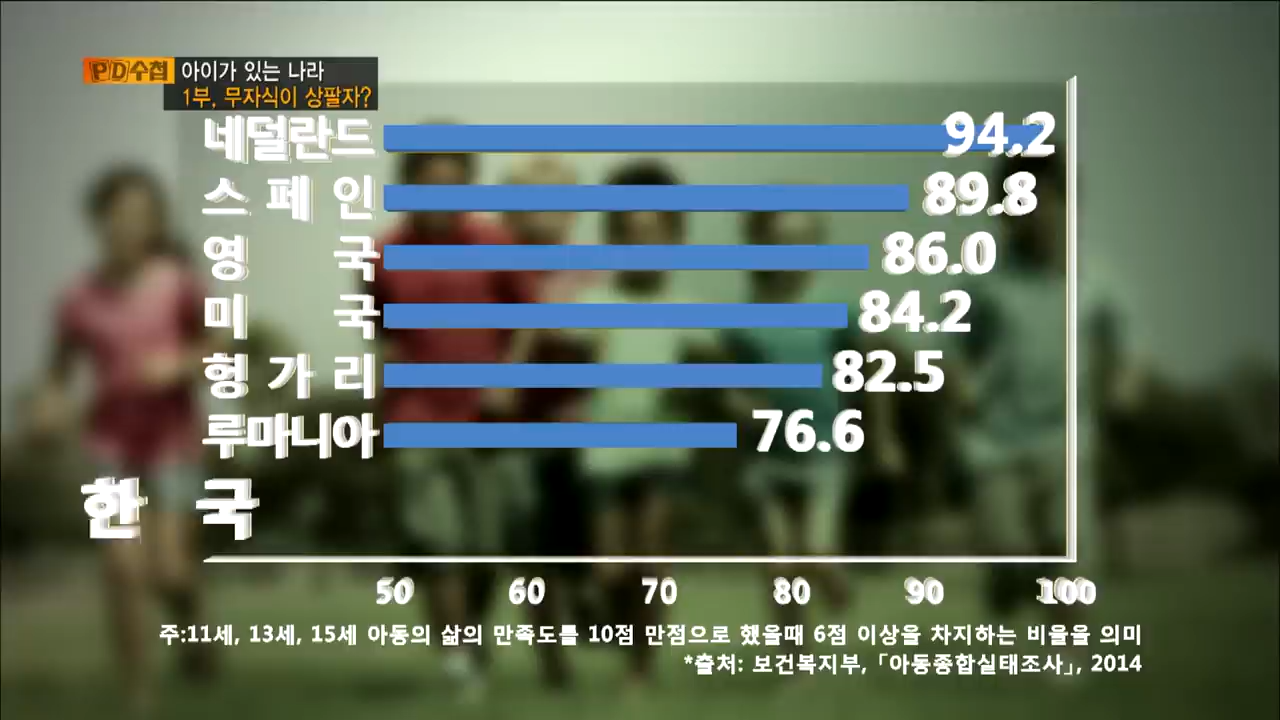 PD수첩 아이가 있는 나라
1부, 무자식이 상팔자?
네덜란드 94.2
스페인 89.8
영국 86.0
미국 84.2
헝가리 82.5
루마니아 76.6
한국
50 60 70 80 90 100
주:11세, 13세, 15세 아동의 삶의 만족도를 10점 만점으로 했을때 6점 이상을 차지하는 비율을 의미
*출처: 보건복지부, 「아동종합실태조사」, 2014